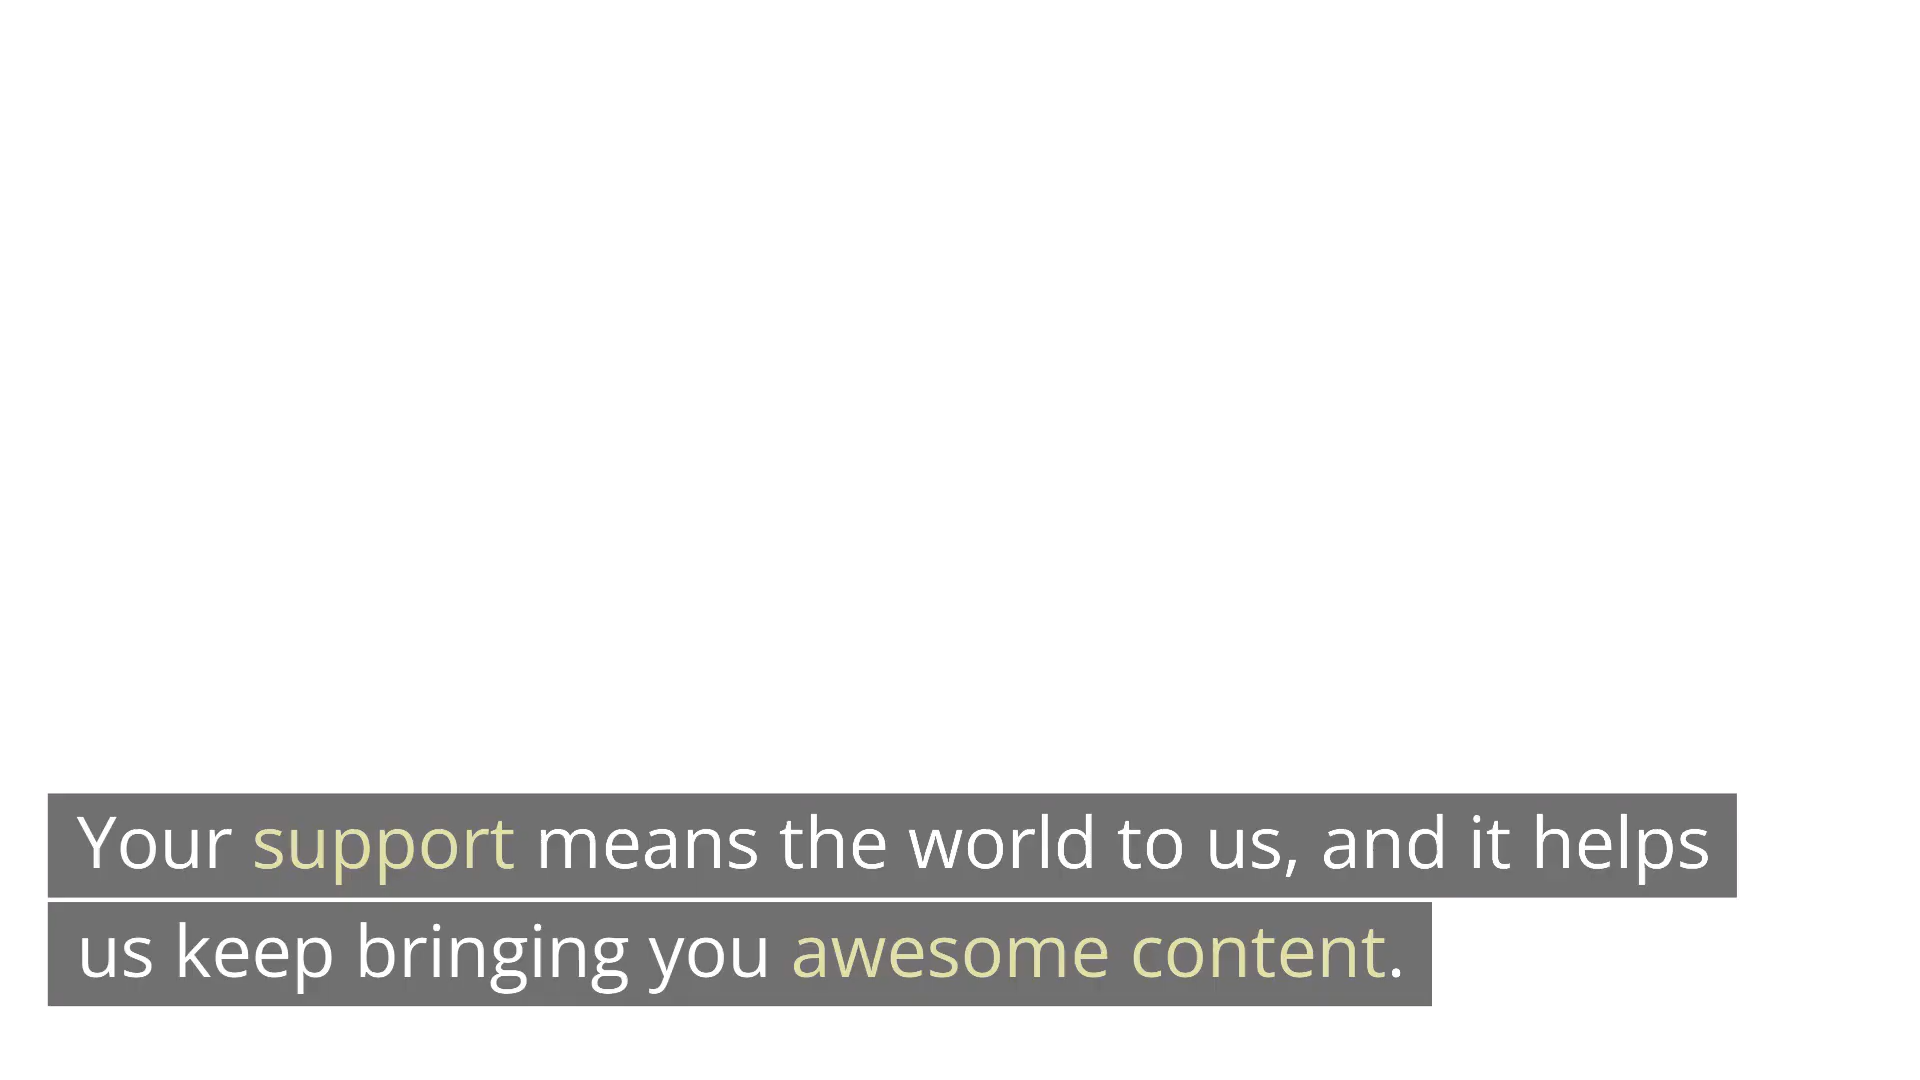 Your support means the world to us, and it helps
us keep bringing you awesome content.